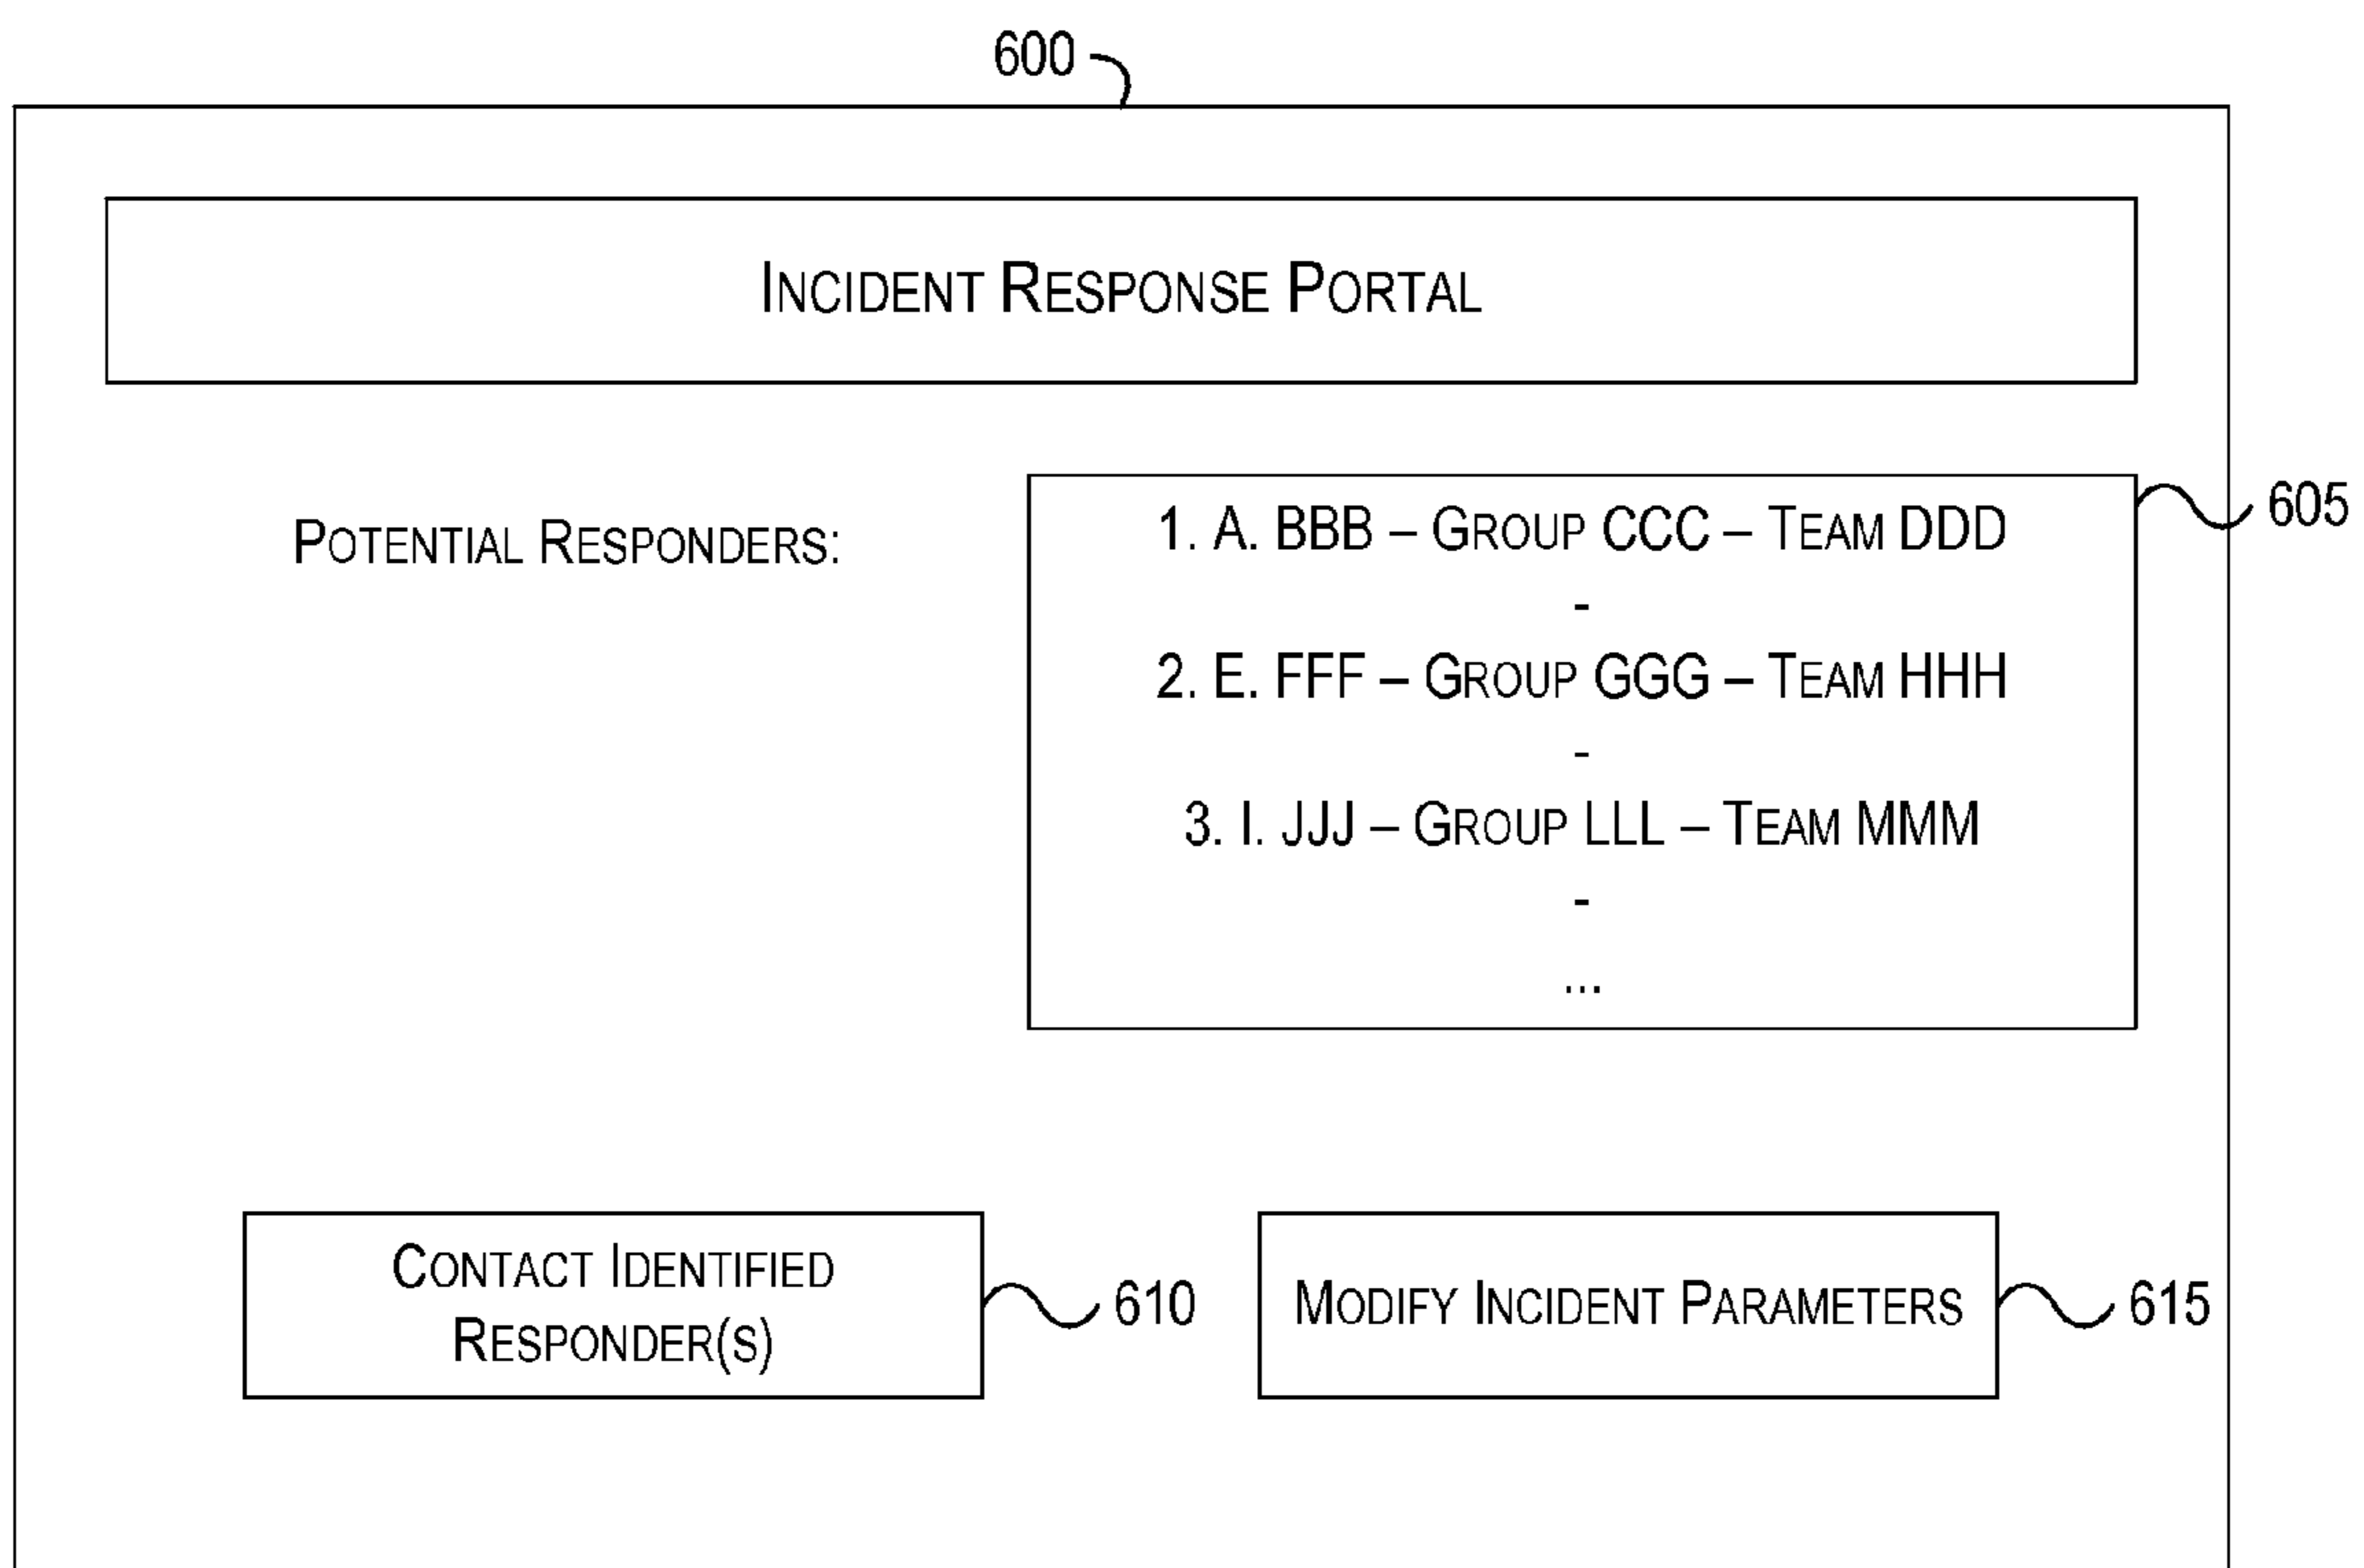 600
INCIDENT RESPONSE PORTAL
POTENTIAL RESPONDERS:
1. A. BBB – GROUP CCC – TEAM DDD
-
2. E. FFF – GROUP GGG – TEAM HHH
-
3. I. JJJ – GROUP LLL – TEAM MMM
-
...
605
CONTACT IDENTIFIED
RESPONDER(S)
610
MODIFY INCIDENT PARAMETERS
615